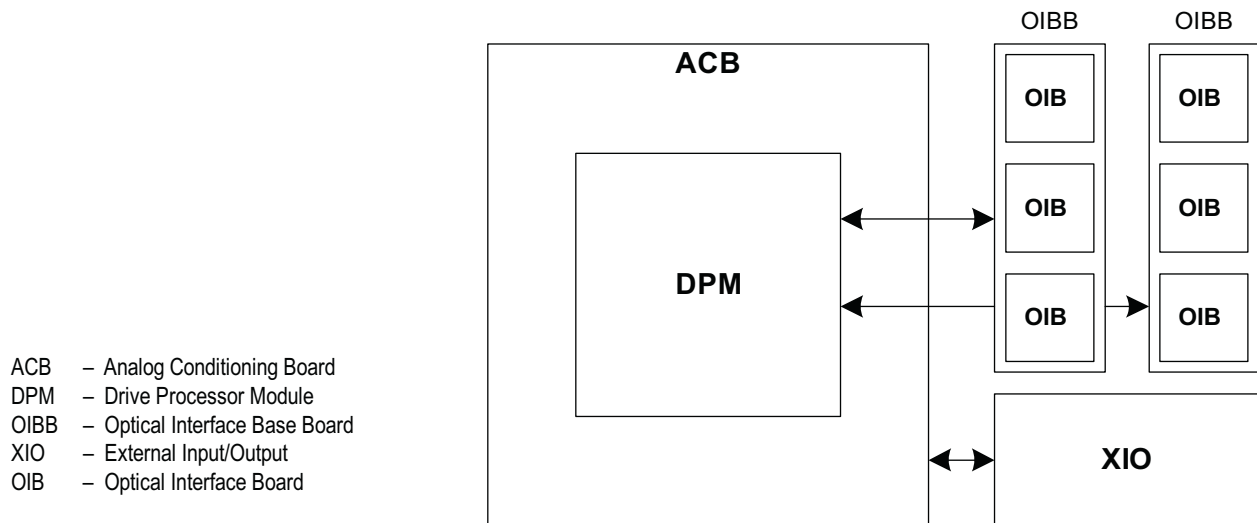 OIBB OIBB
ACB
OIB OIB
OIB OIB
DPM
OIB OIB
ACB – Analog Conditioning Board
DPM – Drive Processor Module
OIBB – Optical Interface Base Board
XIO – External Input/Output
OIB – Optical Interface Board
XIO